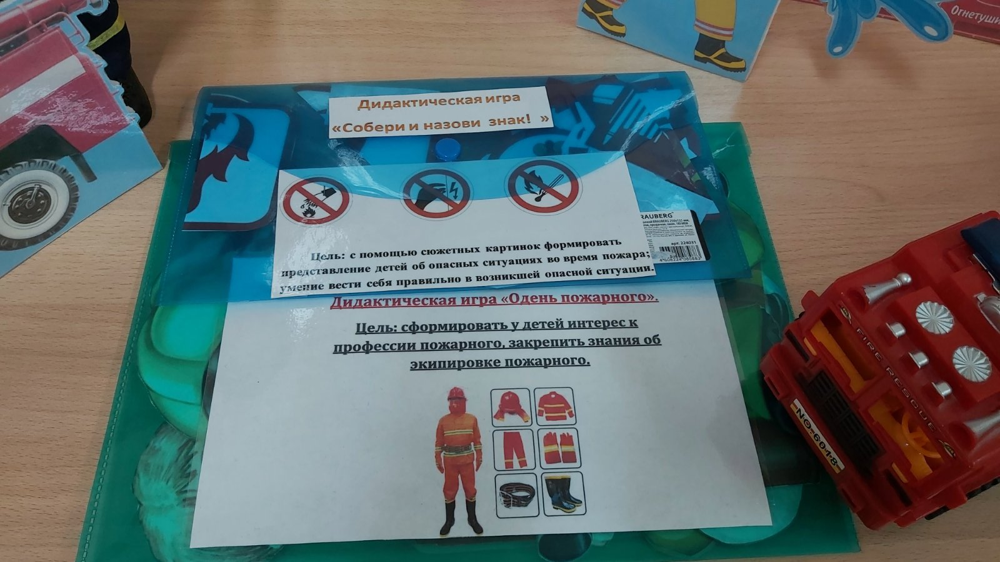 Огнетуши
Дидактическая игра
«Собери и назови знак! »
RAUBERG
арт. 224031
Цель: с помощью сюжетных картинок формировать
представление детей об опасных ситуациях во время пожара;
умение вести себя правильно в возникшей опасной ситуации.
Дидактическая игра «Одень пожарного».
Цель: сформировать у детей интерес к
профессии пожарного, закрепить знания об
экипировке пожарного.
FIRE RESCUE
NO.6018